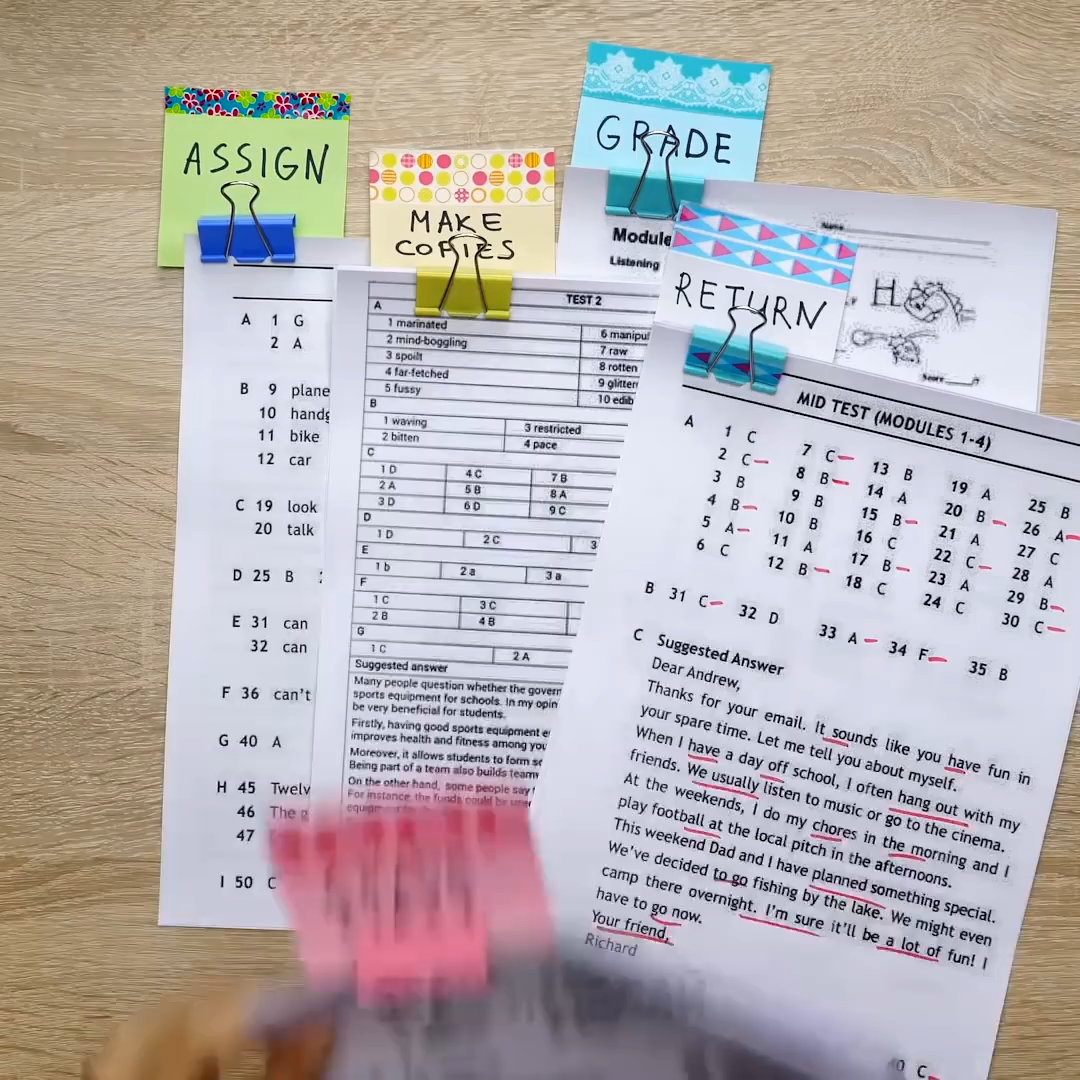 ASSIGN
A 1 G
2 A
B 9 plane
10 hands
11 bike
12 car
C 19 look
20 talk
D 25 B
E 31 can
32 can
F 36 can't
G 40 A
H 45 Twelv
46 The g
47
I 50 C
MAKE
COPIES
TEST 2
A
1 marinated
2 mind-boggling
3 spoilt
4 far-fetched
5 fussy
6 manipul
7 raw
8 rotten
9 glitter
10 edib
B
1 waving
2 bitten
3 restricted
4 pace
C
1 D 4 C 7 B
2 A 5 B 8 A
3 D 6 D 9 C
D
1 D 2 C 3
E
1 b 2 a 3 a
F
1 C 3 C
2 B 4 B
G
1 C 2 A
Suggested answer
Many people question whether the govern
sports equipment for schools. In my opin
be very beneficial for students.
Firstly, having good sports equipment e
improves health and fitness among you
Moreover, it allows students to form so
Being part of a team also builds teamw
On the other hand, some people say t
For instance, the funds could be
GRADE
Module
Listening
Name
H
Score
RETURN
MID TEST (MODULES 1-4)
A 1 C 7 C 13 B 19 A 25 B
2 C 8 B 14 A 20 B 26 A
3 B 9 B 15 B 21 A 27 C
4 B 10 B 16 C 22 C 28 A
5 A 11 A 17 B 23 A 29 B
6 C 12 B 18 C 24 C 30 C
B 31 C 32 D 33 A 34 F 35 B
C Suggested Answer
Dear Andrew,
Thanks for your email. It sounds like you have fun in
your spare time. Let me tell you about myself.
When I have a day off school, I often hang out with my
friends. We usually listen to music or go to the cinema.
At the weekends, I do my chores in the morning and I
play football at the local pitch in the afternoons.
This weekend Dad and I have planned something special.
We've decided to go fishing by the lake. We might even
camp there overnight. I'm sure it'll be a lot of fun! I
have to go now.
Your friend,
Richard
C